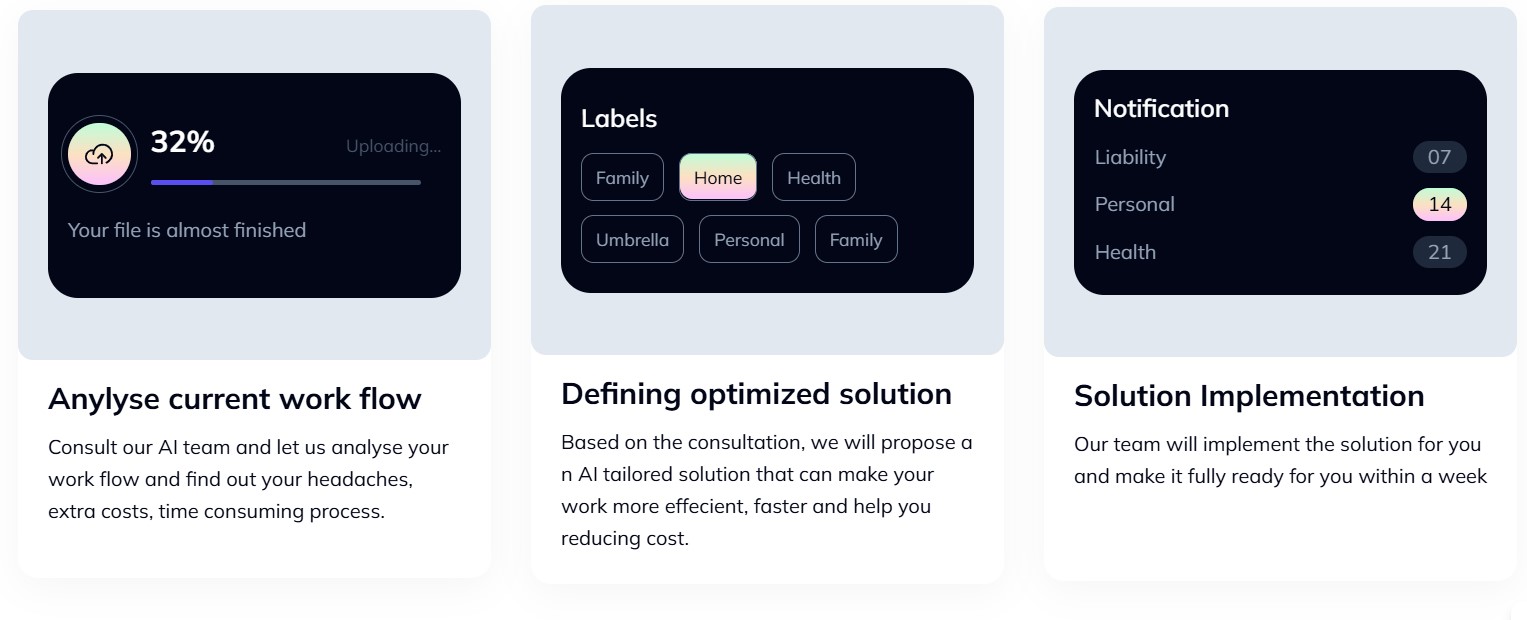 32%
Uploading...
Your file is almost finished
Anylyse current work flow
Consult our AI team and let us analyse your
work flow and find out your headaches,
extra costs, time consuming process.
Labels
Family Home Health
Umbrella Personal Family
Defining optimized solution
Based on the consultation, we will propose a
n AI tailored solution that can make your
work more effecient, faster and help you
reducing cost.
Notification
Liability 07
Personal 14
Health 21
Solution Implementation
Our team will implement the solution for you
and make it fully ready for you within a week